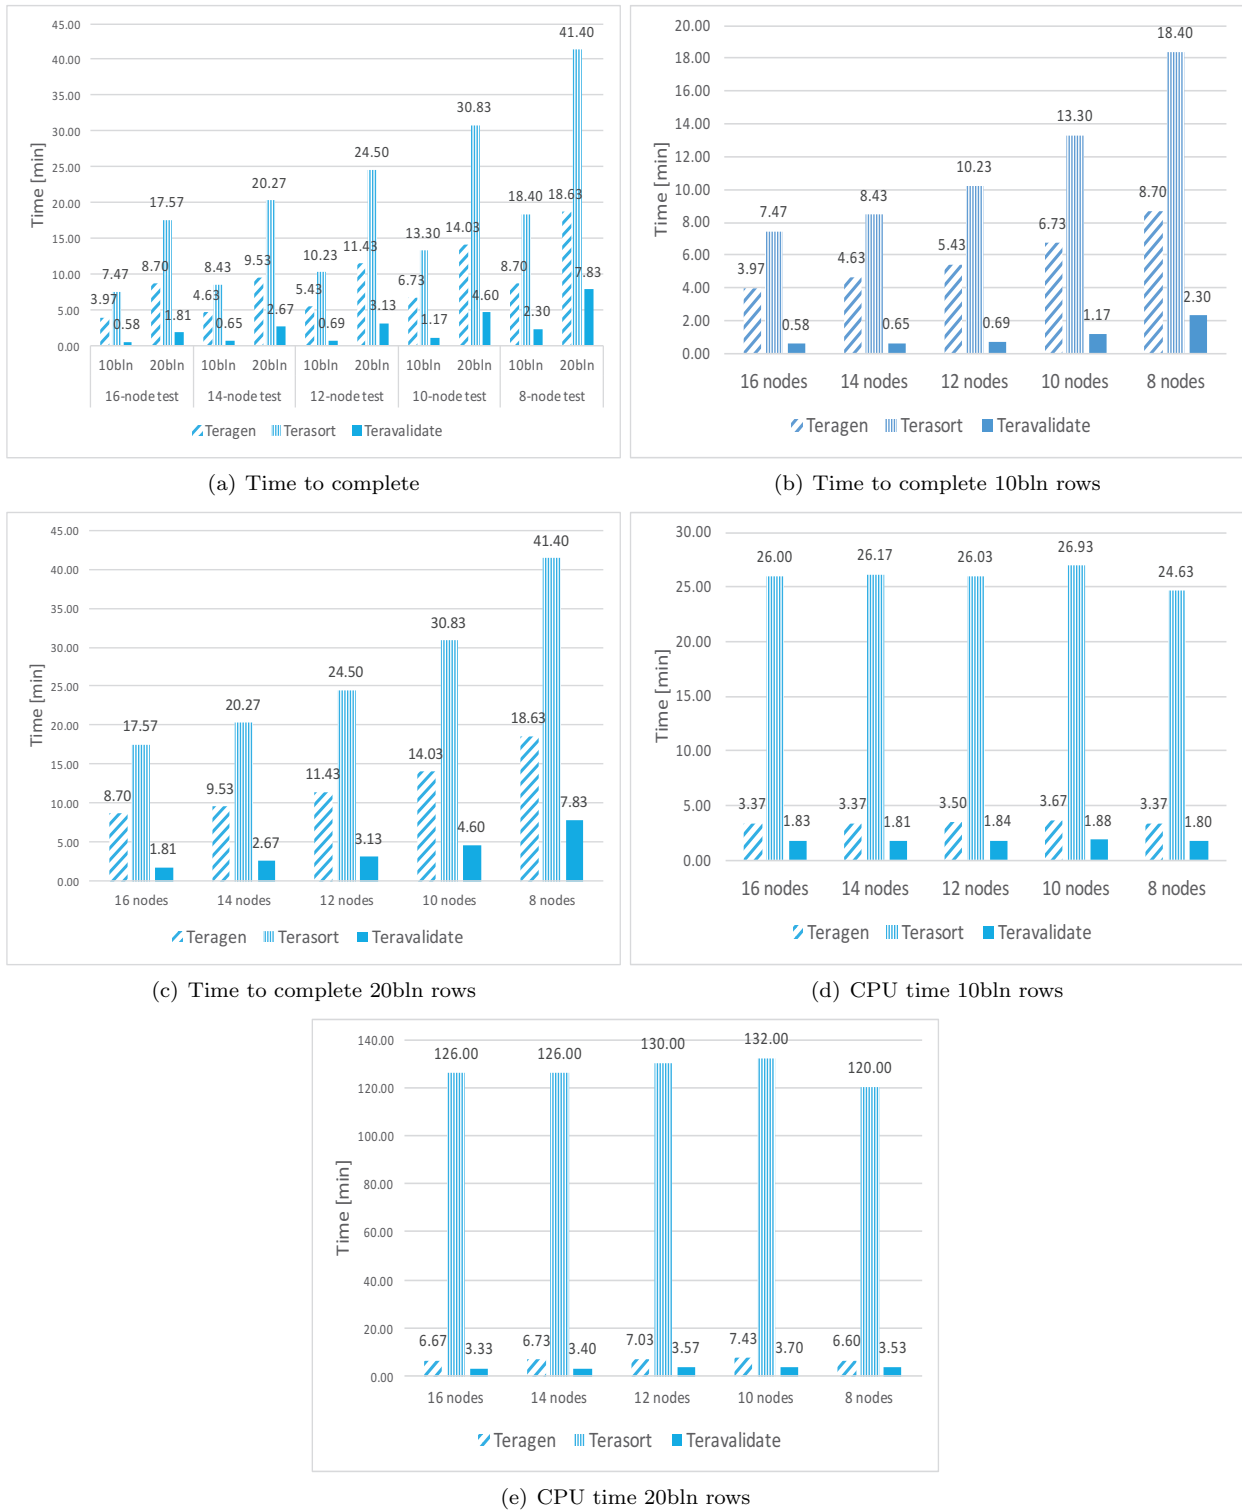 45.00
40.00
35.00
30.00
25.00
20.00
15.00
10.00
5.00
0.00
Time [min]
3.97 7.47 0.58 8.70 17.57 1.81 4.63 8.43 0.65 9.53 20.27 2.67 5.43 10.23 0.69 11.43 24.50 3.13 6.73 13.30 1.17 14.03 30.83 4.60 8.70 18.40 2.30 18.63 41.40 7.83
10bln 20bln 10bln 20bln 10bln 20bln 10bln 20bln 10bln 20bln
16-node test 14-node test 12-node test 10-node test 8-node test
Teragen Terasort Teravalidate
(a) Time to complete
20.00
18.00
16.00
14.00
12.00
10.00
8.00
6.00
4.00
2.00
0.00
Time [min]
3.97 7.47 0.58 4.63 8.43 0.65 5.43 10.23 0.69 6.73 13.30 1.17 8.70 18.40 2.30
16 nodes 14 nodes 12 nodes 10 nodes 8 nodes
Teragen Terasort Teravalidate
(b) Time to complete 10bln rows
45.00
40.00
35.00
30.00
25.00
20.00
15.00
10.00
5.00
0.00
Time [min]
8.70 17.57 1.81 9.53 20.27 2.67 11.43 24.50 3.13 14.03 30.83 4.60 18.63 41.40 7.83
16 nodes 14 nodes 12 nodes 10 nodes 8 nodes
Teragen Terasort Teravalidate
(c) Time to complete 20bln rows
30.00
25.00
20.00
15.00
10.00
5.00
0.00
Time [min]
3.37 26.00 1.83 3.37 26.17 1.81 3.50 26.03 1.84 3.67 26.93 1.88 3.37 24.63 1.80
16 nodes 14 nodes 12 nodes 10 nodes 8 nodes
Teragen Terasort Teravalidate
(d) CPU time 10bln rows
140.00
120.00
100.00
80.00
60.00
40.00
20.00
0.00
Time [min]
6.67 126.00 3.33 6.73 126.00 3.40 7.03 130.00 3.57 7.43 132.00 3.70 6.60 120.00 3.53
16 nodes 14 nodes 12 nodes 10 nodes 8 nodes
Teragen Terasort Teravalidate
(e) CPU time 20bln rows